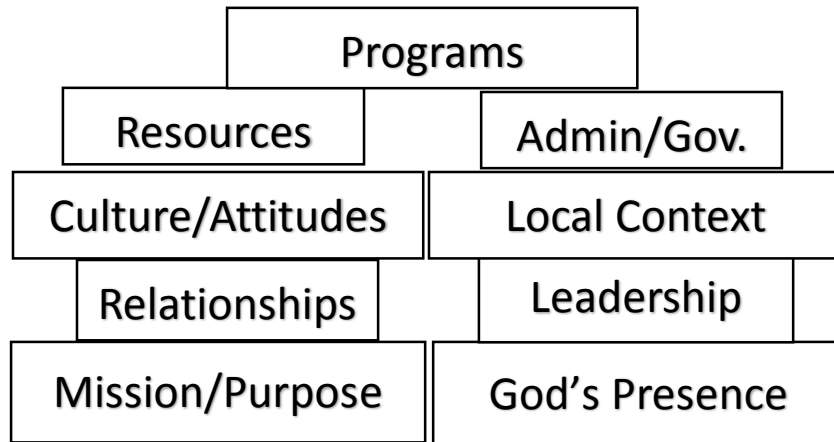 Programs
Resources
Admin/Gov.
Culture/Attitudes
Local Context
Relationships
Leadership
Mission/Purpose
God’s Presence